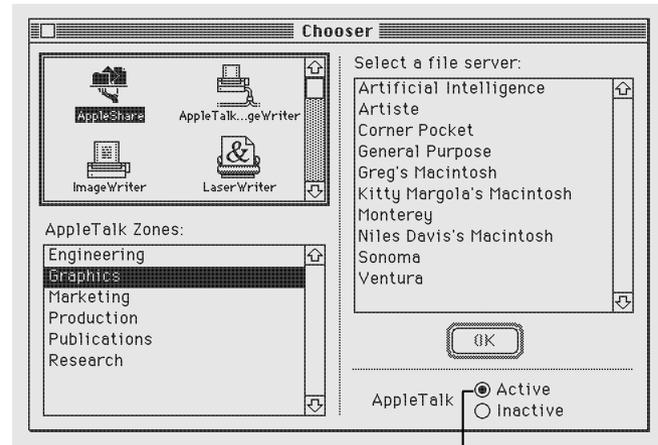 Chooser
AppleShare
AppleTalk...geWriter
ImageWriter
&
LaserWriter
AppleTalk Zones:
Engineering
Graphics
Marketing
Production
Publications
Research
Select a file server:
Artificial Intelligence
Artiste
Corner Pocket
General Purpose
Greg's Macintosh
Kitty Margola's Macintosh
Monterey
Niles Davis's Macintosh
Sonoma
Ventura
OK
AppleTalk
Active
Inactive